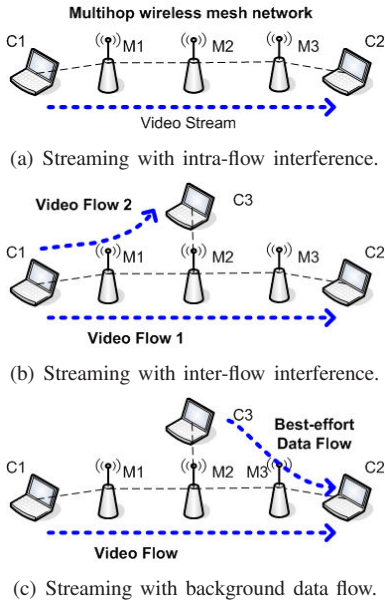 Multihop wireless mesh network
C1 M1 M2 M3 C2
Video Stream
(a) Streaming with intra-flow interference.
Video Flow 2
C3
C1 M1 M2 M3 C2
Video Flow 1
(b) Streaming with inter-flow interference.
C3 Best-effort
Data Flow
C1 M1 M2 M3 C2
Video Flow
(c) Streaming with background data flow.